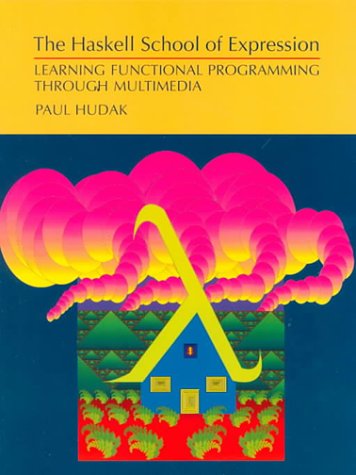 The Haskell School of Expression
LEARNING FUNCTIONAL PROGRAMMING
THROUGH MULTIMEDIA
PAUL HUDAK
λ